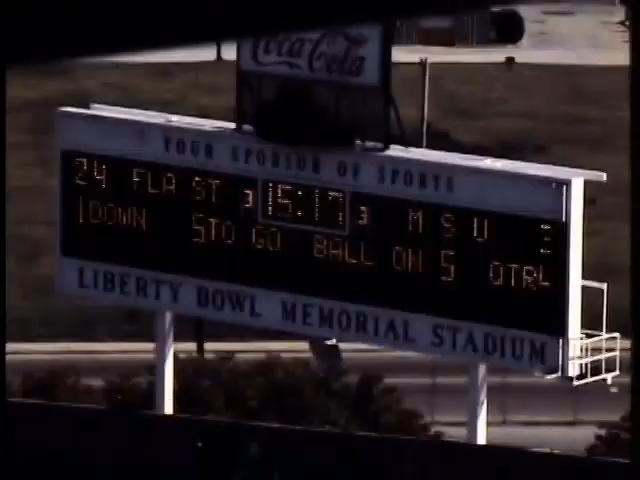 Coca-Cola
YOUR SPONSOR OF SPORTS
24 FLA ST 3 15:17 3 M S U
1DOWN 5TO GO BALL ON 5 QTRL
LIBERTY BOWL MEMORIAL STADIUM